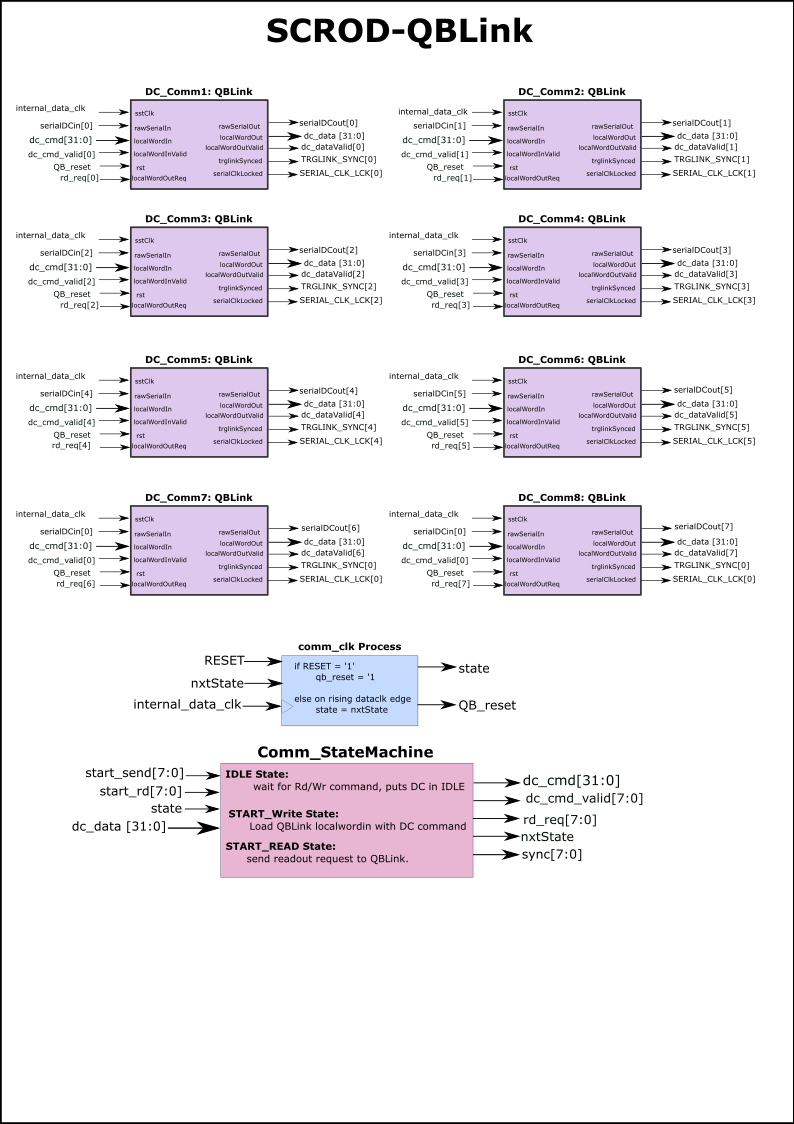 SCROD-QBLink
DC_Comm1: QBLink
internal_data_clk
serialDCin[0]
dc_cmd[31:0]
dc_cmd_valid[0]
QB_reset
rd_req[0]
sstClk
rawSerialIn
localWordIn
localWordInValid
rst
localWordOutReq
rawSerialOut
localWordOut
localWordOutValid
trglinkSynced
serialClkLocked
serialDCout[0]
dc_data [31:0]
dc_dataValid[0]
TRGLINK_SYNC[0]
SERIAL_CLK_LCK[0]
DC_Comm2: QBLink
internal_data_clk
serialDCin[1]
dc_cmd[31:0]
dc_cmd_valid[1]
QB_reset
rd_req[1]
sstClk
rawSerialIn
localWordIn
localWordInValid
rst
localWordOutReq
rawSerialOut
localWordOut
localWordOutValid
trglinkSynced
serialClkLocked
serialDCout[1]
dc_data [31:0]
dc_dataValid[1]
TRGLINK_SYNC[1]
SERIAL_CLK_LCK[1]
DC_Comm3: QBLink
internal_data_clk
serialDCin[2]
dc_cmd[31:0]
dc_cmd_valid[2]
QB_reset
rd_req[2]
sstClk
rawSerialIn
localWordIn
localWordInValid
rst
localWordOutReq
rawSerialOut
localWordOut
localWordOutValid
trglinkSynced
serialClkLocked
serialDCout[2]
dc_data [31:0]
dc_dataValid[2]
TRGLINK_SYNC[2]
SERIAL_CLK_LCK[2]
DC_Comm4: QBLink
internal_data_clk
serialDCin[3]
dc_cmd[31:0]
dc_cmd_valid[3]
QB_reset
rd_req[3]
sstClk
rawSerialIn
localWordIn
localWordInValid
rst
localWordOutReq
rawSerialOut
localWordOut
localWordOutValid
trglinkSynced
serialClkLocked
serialDCout[3]
dc_data [31:0]
dc_dataValid[3]
TRGLINK_SYNC[3]
SERIAL_CLK_LCK[3]
DC_Comm5: QBLink
internal_data_clk
serialDCin[4]
dc_cmd[31:0]
dc_cmd_valid[4]
QB_reset
rd_req[4]
sstClk
rawSerialIn
localWordIn
localWordInValid
rst
localWordOutReq
rawSerialOut
localWordOut
localWordOutValid
trglinkSynced
serialClkLocked
serialDCout[4]
dc_data [31:0]
dc_dataValid[4]
TRGLINK_SYNC[4]
SERIAL_CLK_LCK[4]
DC_Comm6: QBLink
internal_data_clk
serialDCin[5]
dc_cmd[31:0]
dc_cmd_valid[5]
QB_reset
rd_req[5]
sstClk
rawSerialIn
localWordIn
localWordInValid
rst
localWordOutReq
rawSerialOut
localWordOut
localWordOutValid
trglinkSynced
serialClkLocked
serialDCout[5]
dc_data [31:0]
dc_dataValid[5]
TRGLINK_SYNC[5]
SERIAL_CLK_LCK[5]
DC_Comm7: QBLink
internal_data_clk
serialDCin[0]
dc_cmd[31:0]
dc_cmd_valid[0]
QB_reset
rd_req[6]
sstClk
rawSerialIn
localWordIn
localWordInValid
rst
localWordOutReq
rawSerialOut
localWordOut
localWordOutValid
trglinkSynced
serialClkLocked
serialDCout[6]
dc_data [31:0]
dc_dataValid[6]
TRGLINK_SYNC[0]
SERIAL_CLK_LCK[0]
DC_Comm8: QBLink
internal_data_clk
serialDCin[0]
dc_cmd[31:0]
dc_cmd_valid[0]
QB_reset
rd_req[7]
sstClk
rawSerialIn
localWordIn
localWordInValid
rst
localWordOutReq
rawSerialOut
localWordOut
localWordOutValid
trglinkSynced
serialClkLocked
serialDCout[7]
dc_data [31:0]
dc_dataValid[7]
TRGLINK_SYNC[0]
SERIAL_CLK_LCK[0]
comm_clk Process
RESET
nxtState
internal_data_clk
if RESET = '1'
qb_reset = '1
else on rising dataclk edge
state = nxtState
state
QB_reset
Comm_StateMachine
start_send[7:0]
start_rd[7:0]
state
dc_data [31:0]
IDLE State:
wait for Rd/Wr command, puts DC in IDLE
START_Write State:
Load QBLink localwordin with DC command
START_READ State:
send readout request to QBLink.
dc_cmd[31:0]
dc_cmd_valid[7:0]
rd_req[7:0]
nxtState
sync[7:0]